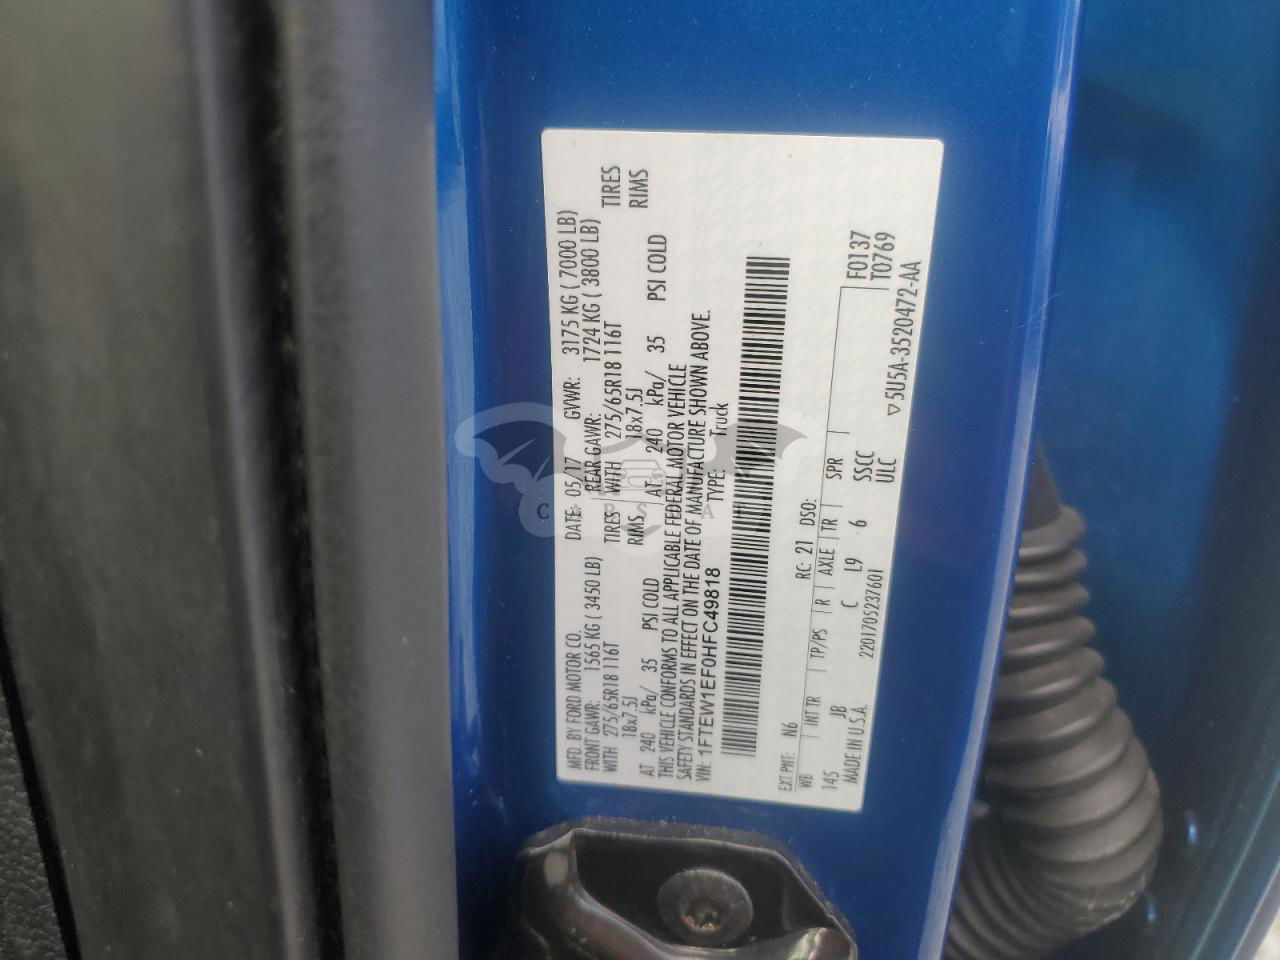 MFD. BY FORD MOTOR CO. DATE: 05/17 GVWR: 3175 KG ( 7000 LB)
FRONT GAWR: 1565 KG ( 3450 LB) REAR GAWR: 1724 KG ( 3800 LB)
WITH 275/65R18 116T TIRES WITH 275/65R18 116T TIRES
18x7.5J RIMS 18x7.5J RIMS
AT 240 kPa/ 35 PSI COLD AT 240 kPa/ 35 PSI COLD
THIS VEHICLE CONFORMS TO ALL APPLICABLE FEDERAL MOTOR VEHICLE
SAFETY STANDARDS IN EFFECT ON THE DATE OF MANUFACTURE SHOWN ABOVE.
VIN: 1FTEW1EF0HFC49818 TYPE: Truck
EXT PNT: N6 RC: 21 DSO: F0137
WB INT TR TP/PS R AXLE TR SPR T0769
145 JB C L9 6 SSCC
MADE IN U.S.A. 2201705237601 ULC ▽5U5A-3520472-AA